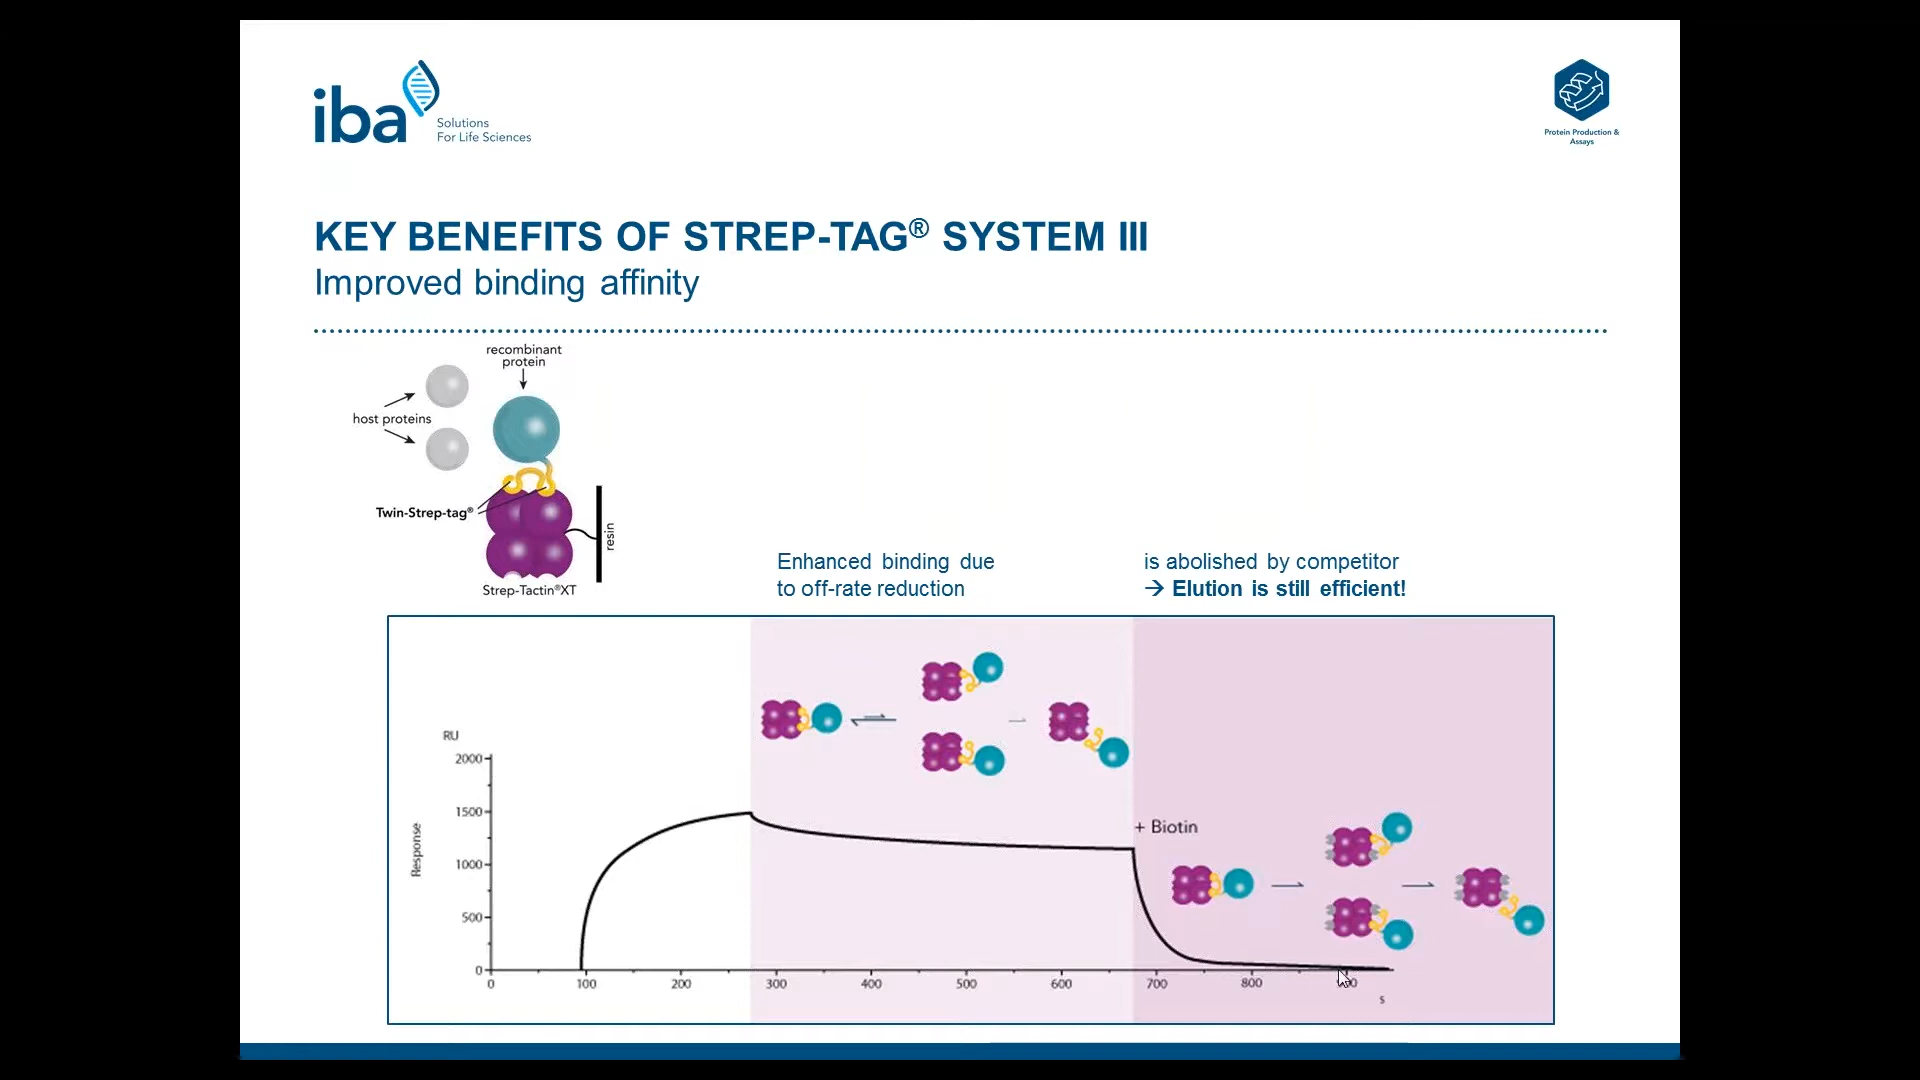 iba
Solutions
For Life Sciences
Protein Production &
Assays
KEY BENEFITS OF STREP-TAG® SYSTEM III
Improved binding affinity
recombinant
protein
host proteins
Twin-Strep-tag®
resin
Strep-Tactin®XT
Enhanced binding due
to off-rate reduction
is abolished by competitor
→ Elution is still efficient!
RU
2000
1500
1000
500
0
Response
+ Biotin
0 100 200 300 400 500 600 700 800
s